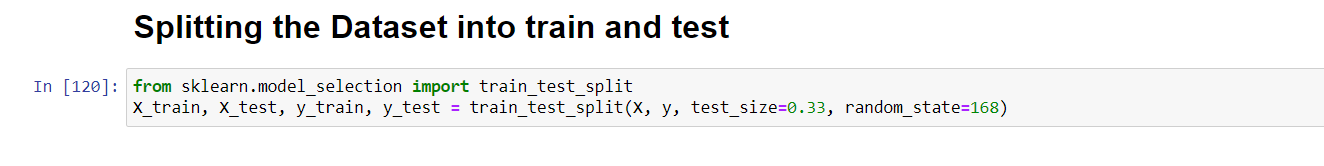 Splitting the Dataset into train and test
In [120]: from sklearn.model_selection import train_test_split
X_train, X_test, y_train, y_test = train_test_split(X, y, test_size=0.33, random_state=168)